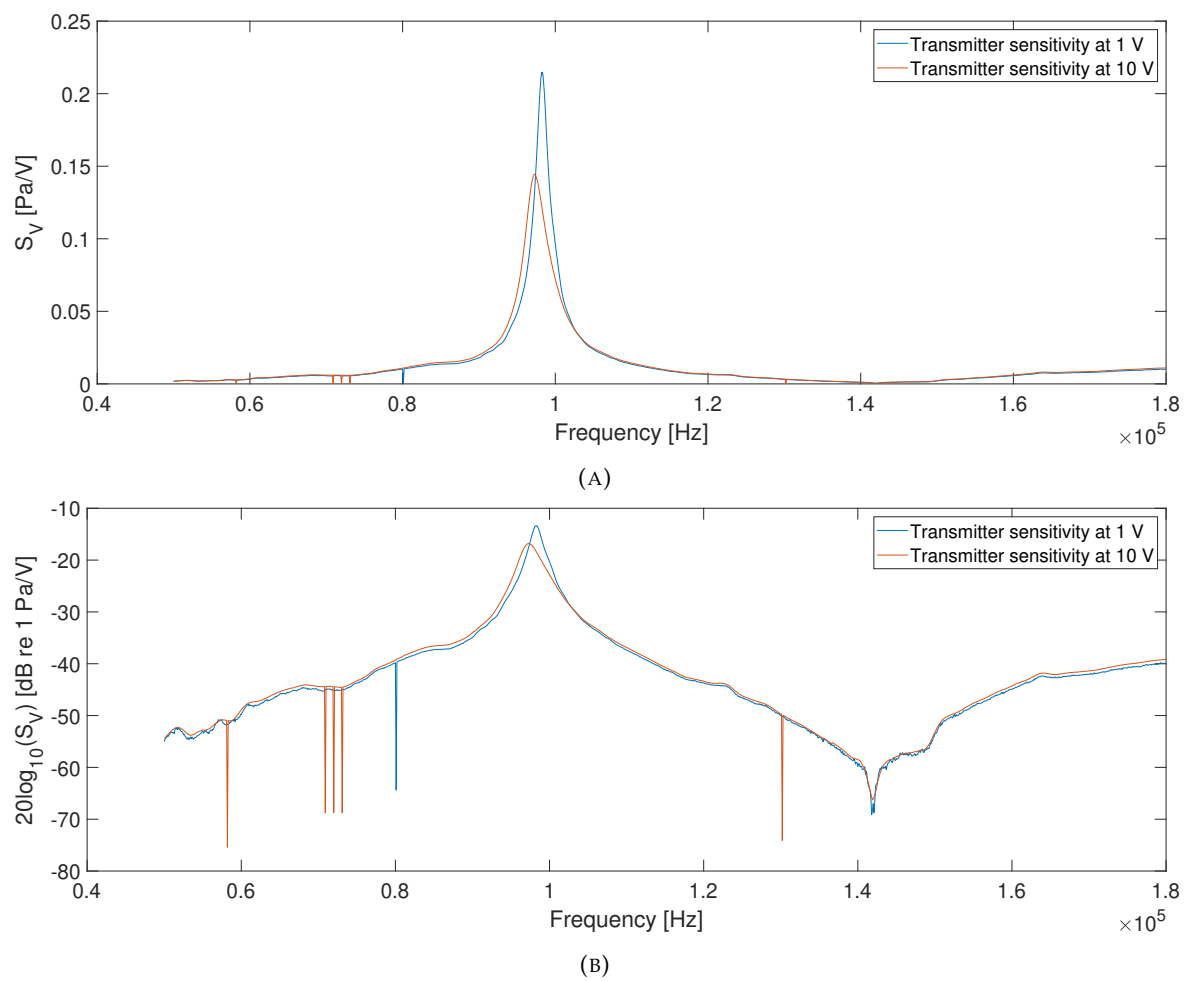 0.25
0.2
0.15
0.1
0.05
0
S_V [Pa/V]
Transmitter sensitivity at 1 V
Transmitter sensitivity at 10 V
0.4 0.6 0.8 1 1.2 1.4 1.6 1.8
Frequency [Hz]
×10^5
(A)
-10
-20
-30
-40
-50
-60
-70
-80
20log_10(S_V) [dB re 1 Pa/V]
Transmitter sensitivity at 1 V
Transmitter sensitivity at 10 V
0.4 0.6 0.8 1 1.2 1.4 1.6 1.8
Frequency [Hz]
×10^5
(B)